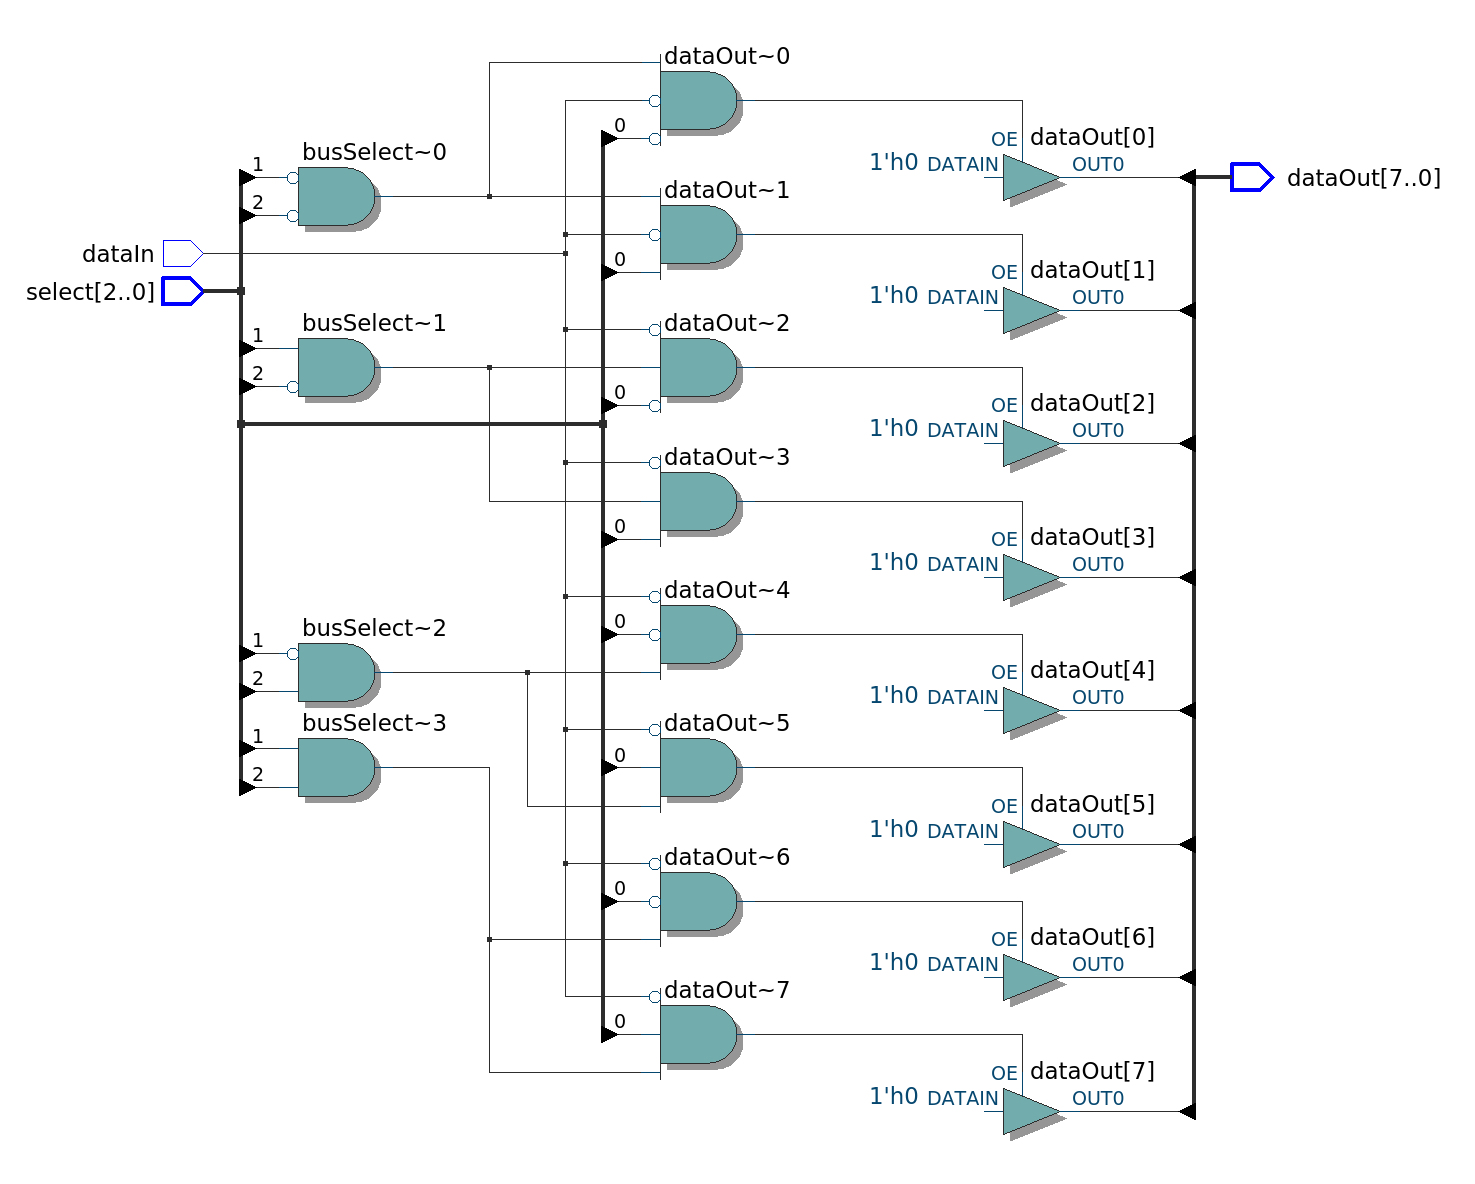 dataOut~0
0
OE
dataOut[0]
1'h0
DATAIN
OUT0
dataOut[7..0]
busSelect~0
1
2
dataOut~1
0
OE
dataOut[1]
1'h0
DATAIN
OUT0
dataIn
select[2..0]
busSelect~1
1
2
dataOut~2
0
OE
dataOut[2]
1'h0
DATAIN
OUT0
dataOut~3
0
OE
dataOut[3]
1'h0
DATAIN
OUT0
busSelect~2
1
2
dataOut~4
0
OE
dataOut[4]
1'h0
DATAIN
OUT0
busSelect~3
1
2
dataOut~5
0
OE
dataOut[5]
1'h0
DATAIN
OUT0
dataOut~6
0
OE
dataOut[6]
1'h0
DATAIN
OUT0
dataOut~7
0
OE
dataOut[7]
1'h0
DATAIN
OUT0